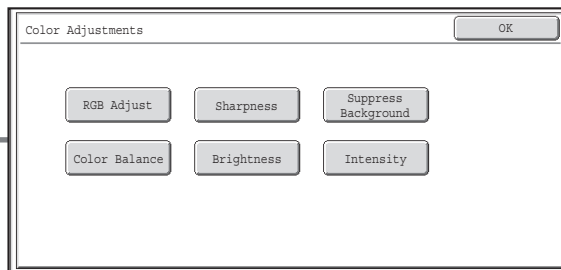 Color Adjustments
OK
RGB Adjust
Sharpness
Suppress
Background
Color Balance
Brightness
Intensity